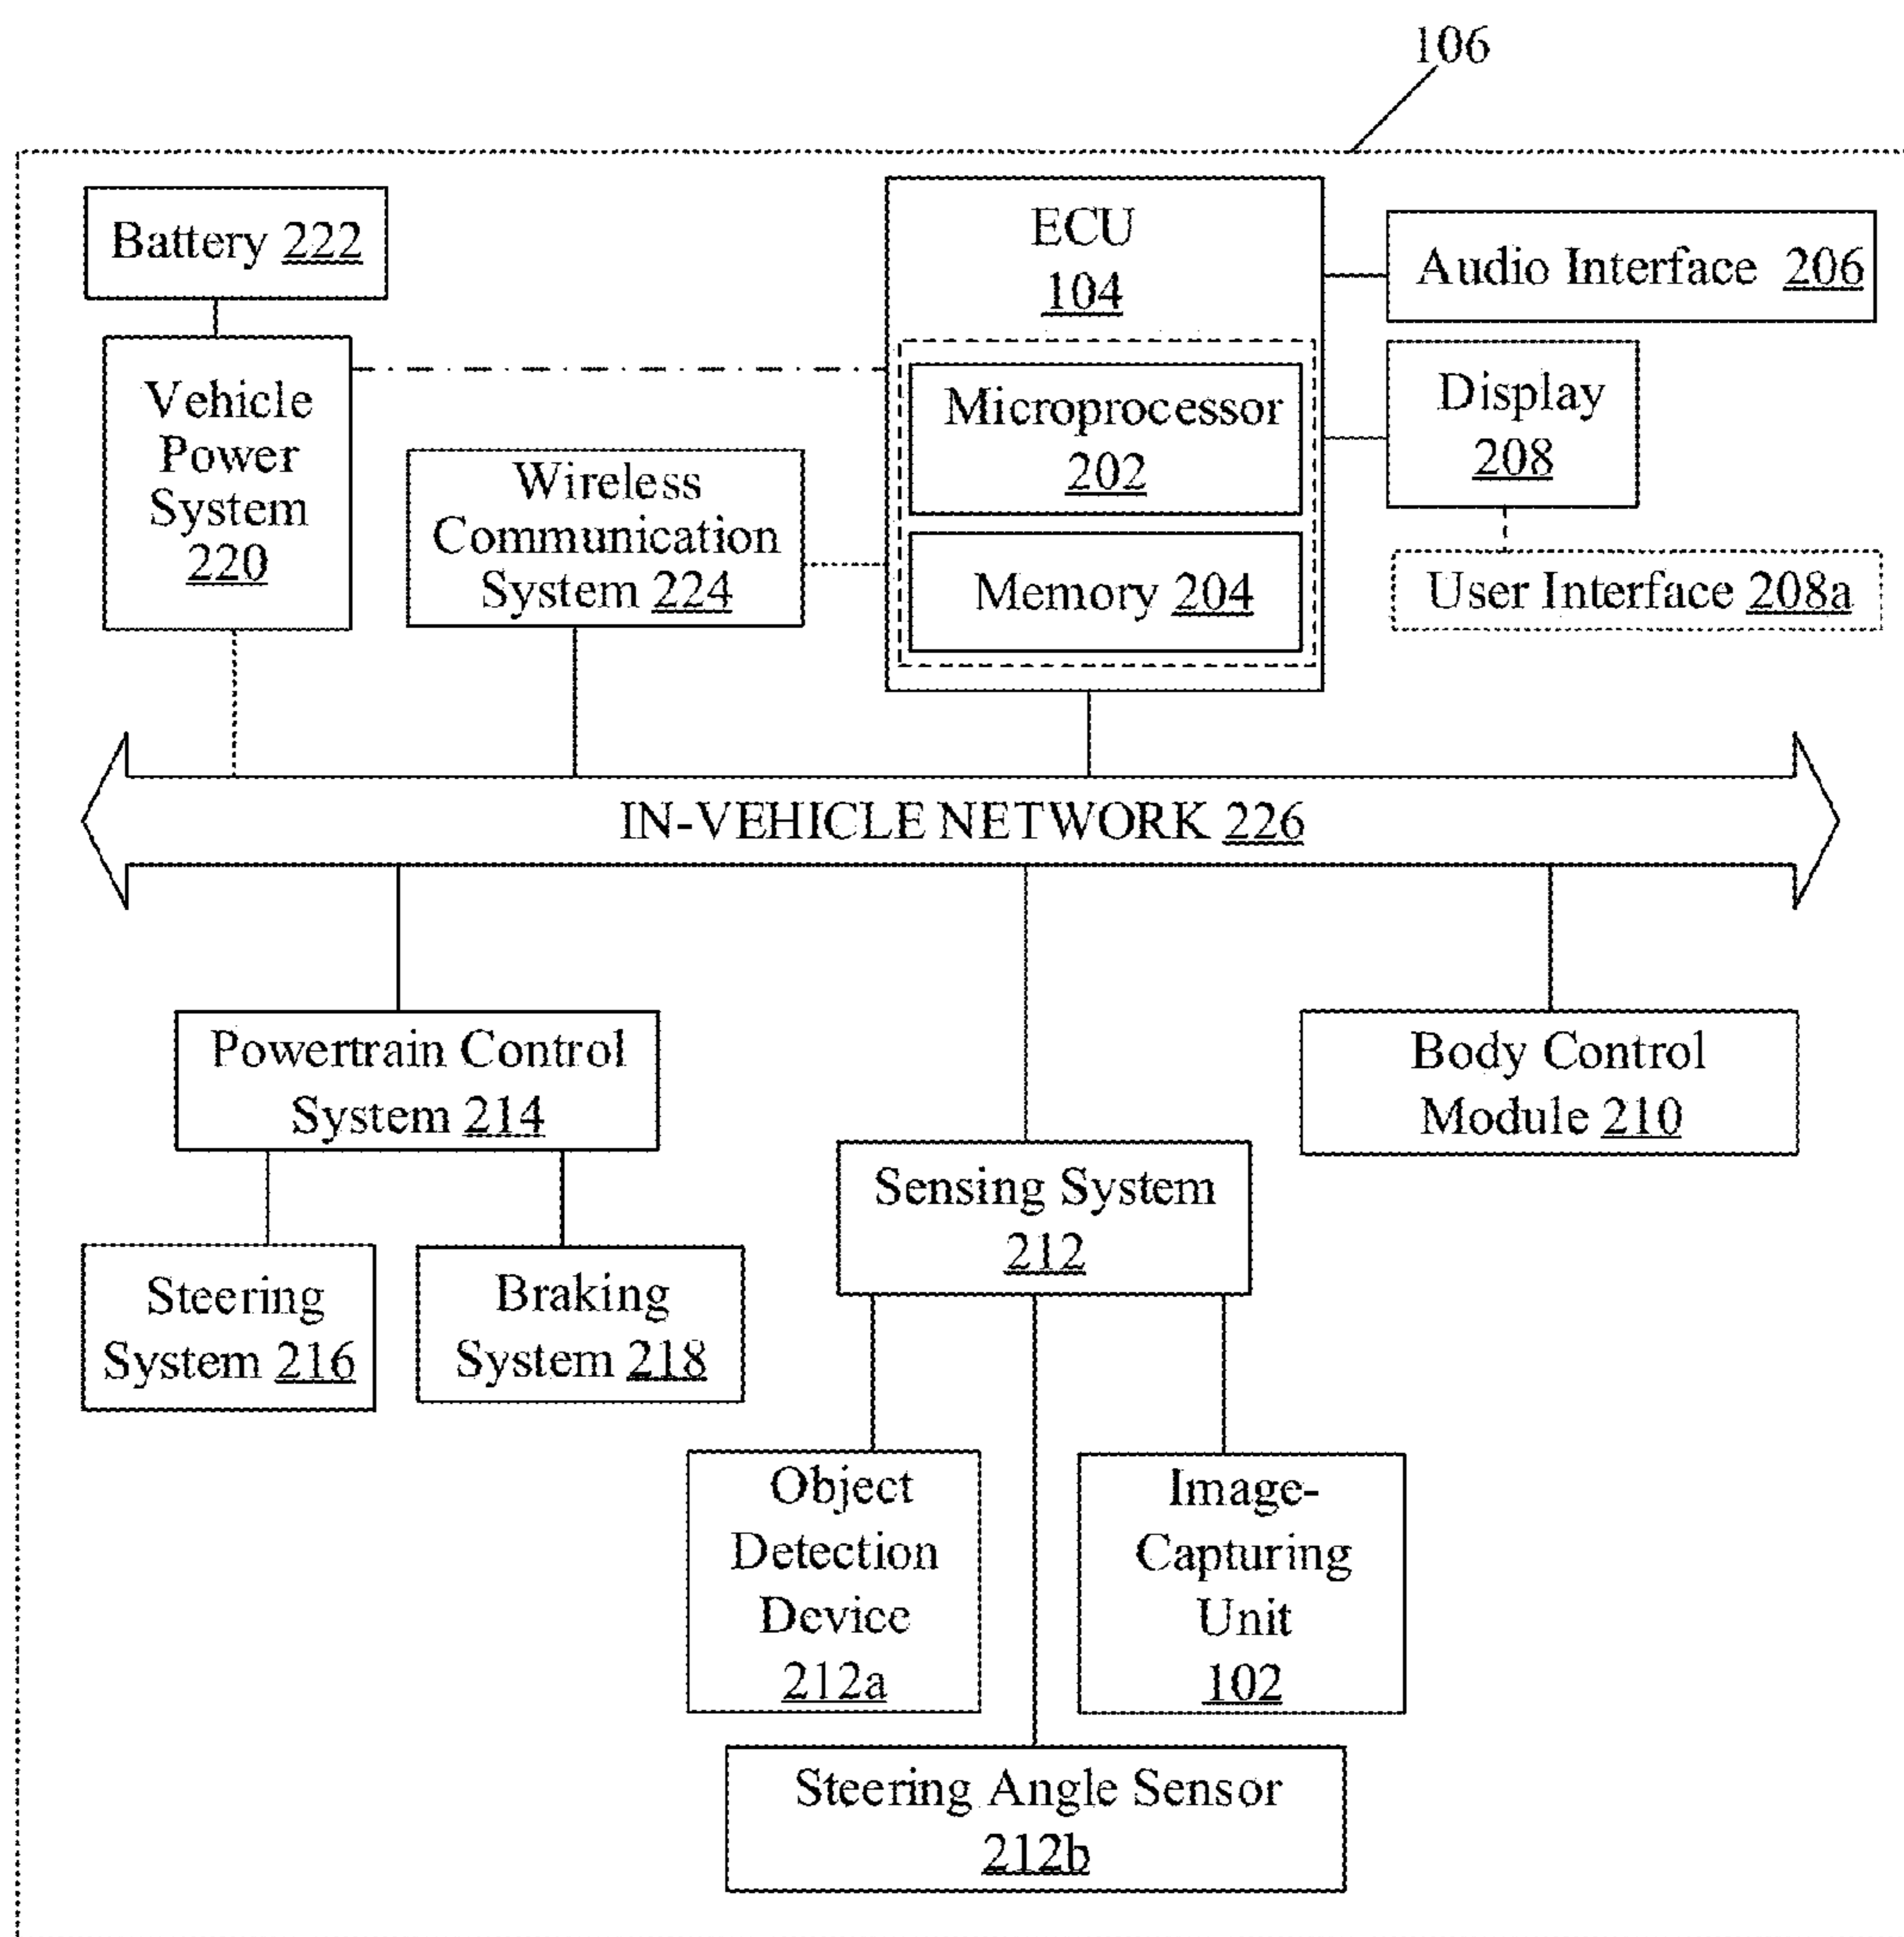 106
Battery 222
ECU
104
Audio Interface 206
Vehicle
Power
System
220
Microprocessor
202
Display
208
Wireless
Communication
System 224
Memory 204
User Interface 208a
IN-VEHICLE NETWORK 226
Powertrain Control
System 214
Body Control
Module 210
Sensing System
212
Steering
System 216
Braking
System 218
Object
Detection
Device
212a
Image-
Capturing
Unit
102
Steering Angle Sensor
212b